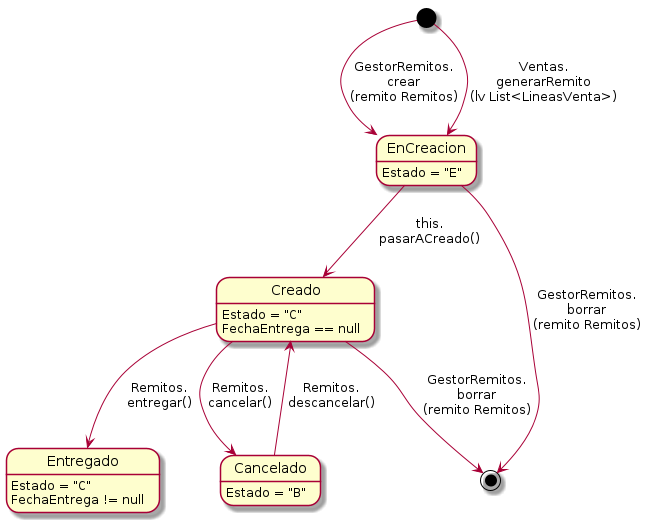 GestorRemitos.
crear
(remito Remitos)
Ventas.
generarRemito
(lv List<LineasVenta>)
EnCreacion
Estado = "E"
this.
pasarACreado()
GestorRemitos.
borrar
(remito Remitos)
Creado
Estado = "C"
FechaEntrega == null
Remitos.
entregar()
Remitos.
cancelar()
Remitos.
descancelar()
GestorRemitos.
borrar
(remito Remitos)
Entregado
Estado = "C"
FechaEntrega != null
Cancelado
Estado = "B"